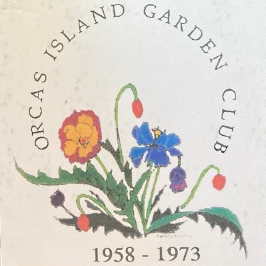 ORCAS ISLAND GARDEN CLUB
1958 - 1973